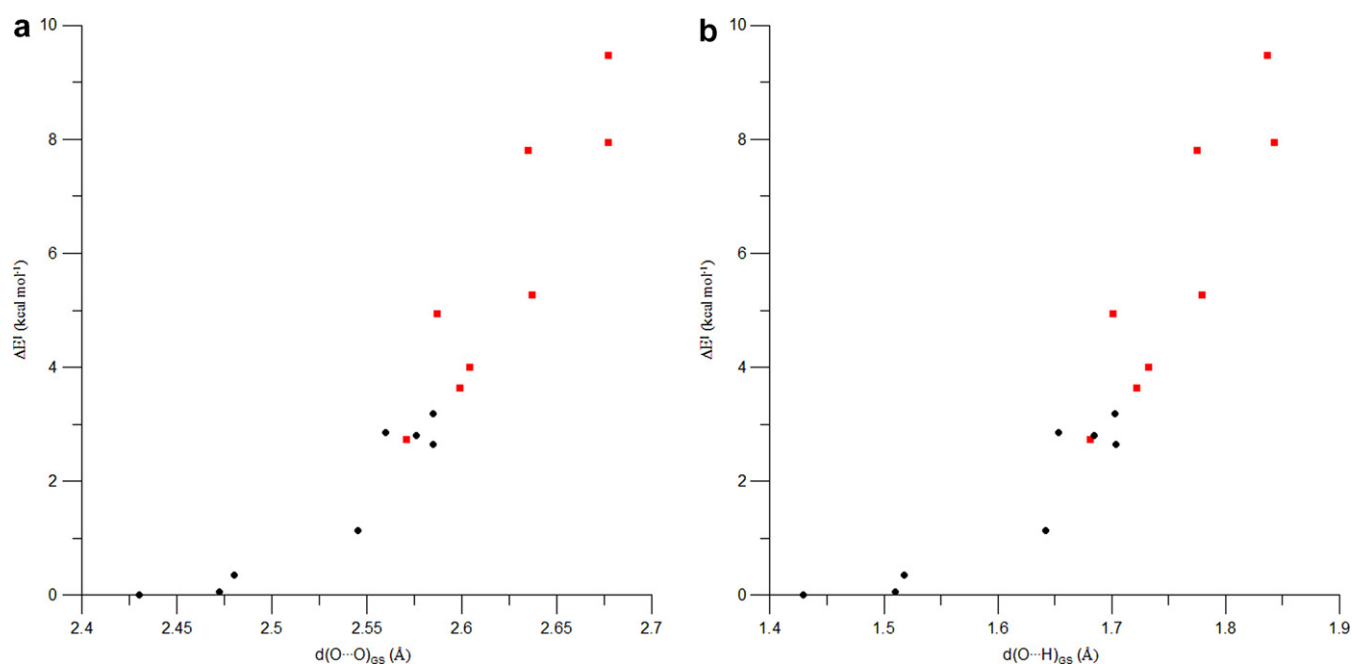 a
10
8
6
4
2
0
ΔE‡ (kcal mol-1)
2.4 2.45 2.5 2.55 2.6 2.65 2.7
d(O···O)GS (Å)
b
10
8
6
4
2
0
ΔE‡ (kcal mol-1)
1.4 1.5 1.6 1.7 1.8 1.9
d(O···H)GS (Å)